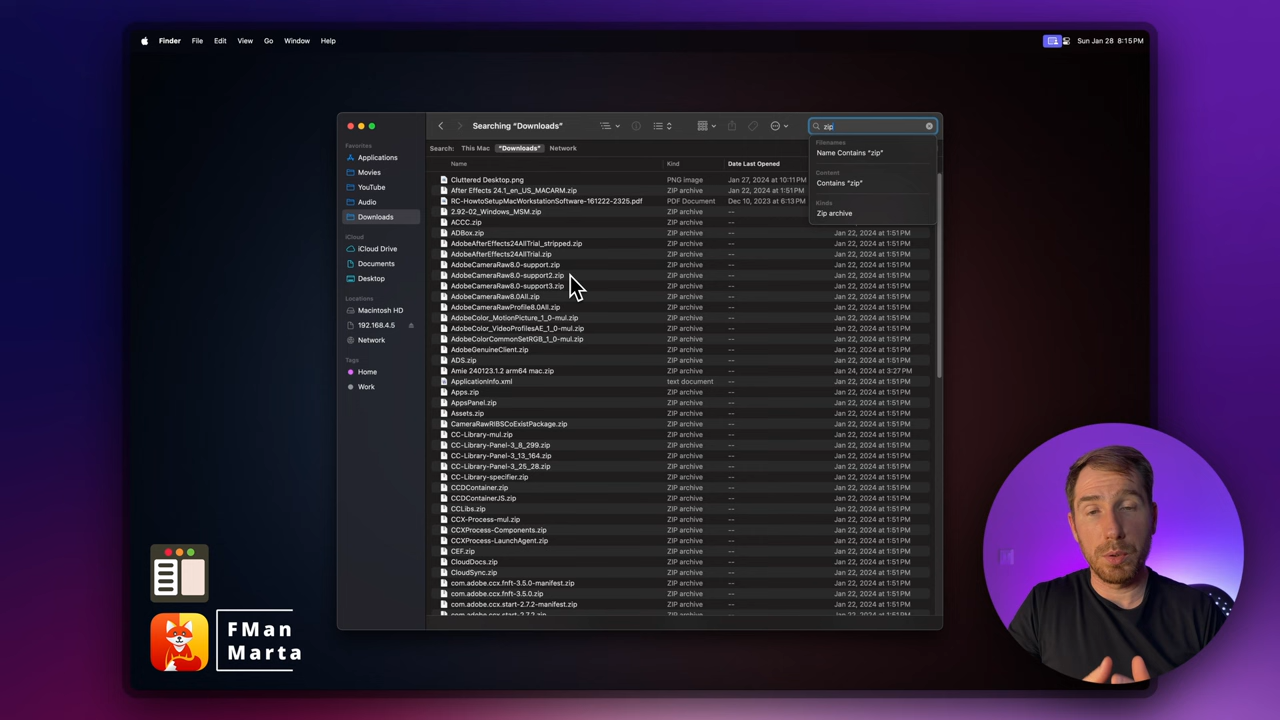 Finder File Edit View Go Window Help
Sun Jan 28 8:15 PM
Searching "Downloads"
zip
Search: This Mac "Downloads" Network
Filenames
Name Contains "zip"
Content
Contains "zip"
Kinds
Zip archive
Favorites
Applications
Movies
YouTube
Audio
Downloads
iCloud
iCloud Drive
Documents
Desktop
Locations
Macintosh HD
192.168.4.5
Network
Tags
Home
Work
Name Kind Date Last Opened
Cluttered Desktop.png PNG image Jan 27, 2024 at 10:11 PM
After Effects 24.1_en_US_MACARM.zip ZIP archive Jan 22, 2024 at 1:51 PM
RC-HowtoSetupMacWorkstationSoftware-161222-2325.pdf PDF Document Dec 10, 2023 at 6:13 PM
2.92-02_Windows_MSM.zip ZIP archive --
ACCC.zip ZIP archive --
ADBox.zip ZIP archive -- Jan 22, 2024 at 1:51 PM
AdobeAfterEffects24AllTrial_stripped.zip ZIP archive -- Jan 22, 2024 at 1:51 PM
AdobeAfterEffects24AllTrial.zip ZIP archive -- Jan 22, 2024 at 1:51 PM
AdobeCameraRaw8.0-support.zip ZIP archive -- Jan 22, 2024 at 1:51 PM
AdobeCameraRaw8.0-support2.zip ZIP archive -- Jan 22, 2024 at 1:51 PM
AdobeCameraRaw8.0-support3.zip ZIP archive -- Jan 22, 2024 at 1:51 PM
AdobeCameraRaw8.0All.zip ZIP archive -- Jan 22, 2024 at 1:51 PM
AdobeCameraRawProfile8.0All.zip ZIP archive -- Jan 22, 2024 at 1:51 PM
AdobeColor_MotionPicture_1_0-mul.zip ZIP archive -- Jan 22, 2024 at 1:51 PM
AdobeColor_VideoProfilesAE_1_0-mul.zip ZIP archive -- Jan 22, 2024 at 1:51 PM
AdobeColorCommonSetRGB_1_0-mul.zip ZIP archive -- Jan 22, 2024 at 1:51 PM
AdobeGenuineClient.zip ZIP archive -- Jan 22, 2024 at 1:51 PM
ADS.zip ZIP archive -- Jan 22, 2024 at 1:51 PM
Amie 240123.1.2 arm64 mac.zip ZIP archive -- Jan 24, 2024 at 3:27 PM
ApplicationInfo.xml text document -- Jan 22, 2024 at 1:51 PM
Apps.zip ZIP archive -- Jan 22, 2024 at 1:51 PM
AppsPanel.zip ZIP archive -- Jan 22, 2024 at 1:51 PM
Assets.zip ZIP archive -- Jan 22, 2024 at 1:51 PM
CameraRawRIBSCoExistPackage.zip ZIP archive -- Jan 22, 2024 at 1:51 PM
CC-Library-mul.zip ZIP archive -- Jan 22, 2024 at 1:51 PM
CC-Library-Panel-3_8_299.zip ZIP archive -- Jan 22, 2024 at 1:51 PM
CC-Library-Panel-3_13_164.zip ZIP archive -- Jan 22, 2024 at 1:51 PM
CC-Library-Panel-3_25_28.zip ZIP archive -- Jan 22, 2024 at 1:51 PM
CC-Library-specifier.zip ZIP archive -- Jan 22, 2024 at 1:51 PM
CCDContainer.zip ZIP archive -- Jan 22, 2024 at 1:51 PM
CCDContainerJS.zip ZIP archive -- Jan 22, 2024 at 1:51 PM
CCLibs.zip ZIP archive -- Jan 22, 2024 at 1:51 PM
CCX-Process-mul.zip ZIP archive -- Jan 22, 2024 at 1:51 PM
CCXProcess-Components.zip ZIP archive -- Jan 22, 2024 at 1:51 PM
CCXProcess-LaunchAgent.zip ZIP archive -- Jan 22, 2024 at 1:51 PM
CEF.zip ZIP archive -- Jan 22, 2024 at 1:51 PM
CloudDocs.zip ZIP archive -- Jan 22, 2024 at 1:51 PM
CloudSync.zip ZIP archive -- Jan 22, 2024 at 1:51 PM
com.adobe.ccx.fnft-3.5.0-manifest.zip ZIP archive -- Jan 22, 2024 at 1:51 PM
com.adobe.ccx.fnft-3.5.0.zip ZIP archive -- Jan 22, 2024 at 1:51 PM
com.adobe.ccx.start-2.7.2-manifest.zip ZIP archive -- Jan 22, 2024 at 1:51 PM
FMan
Marta